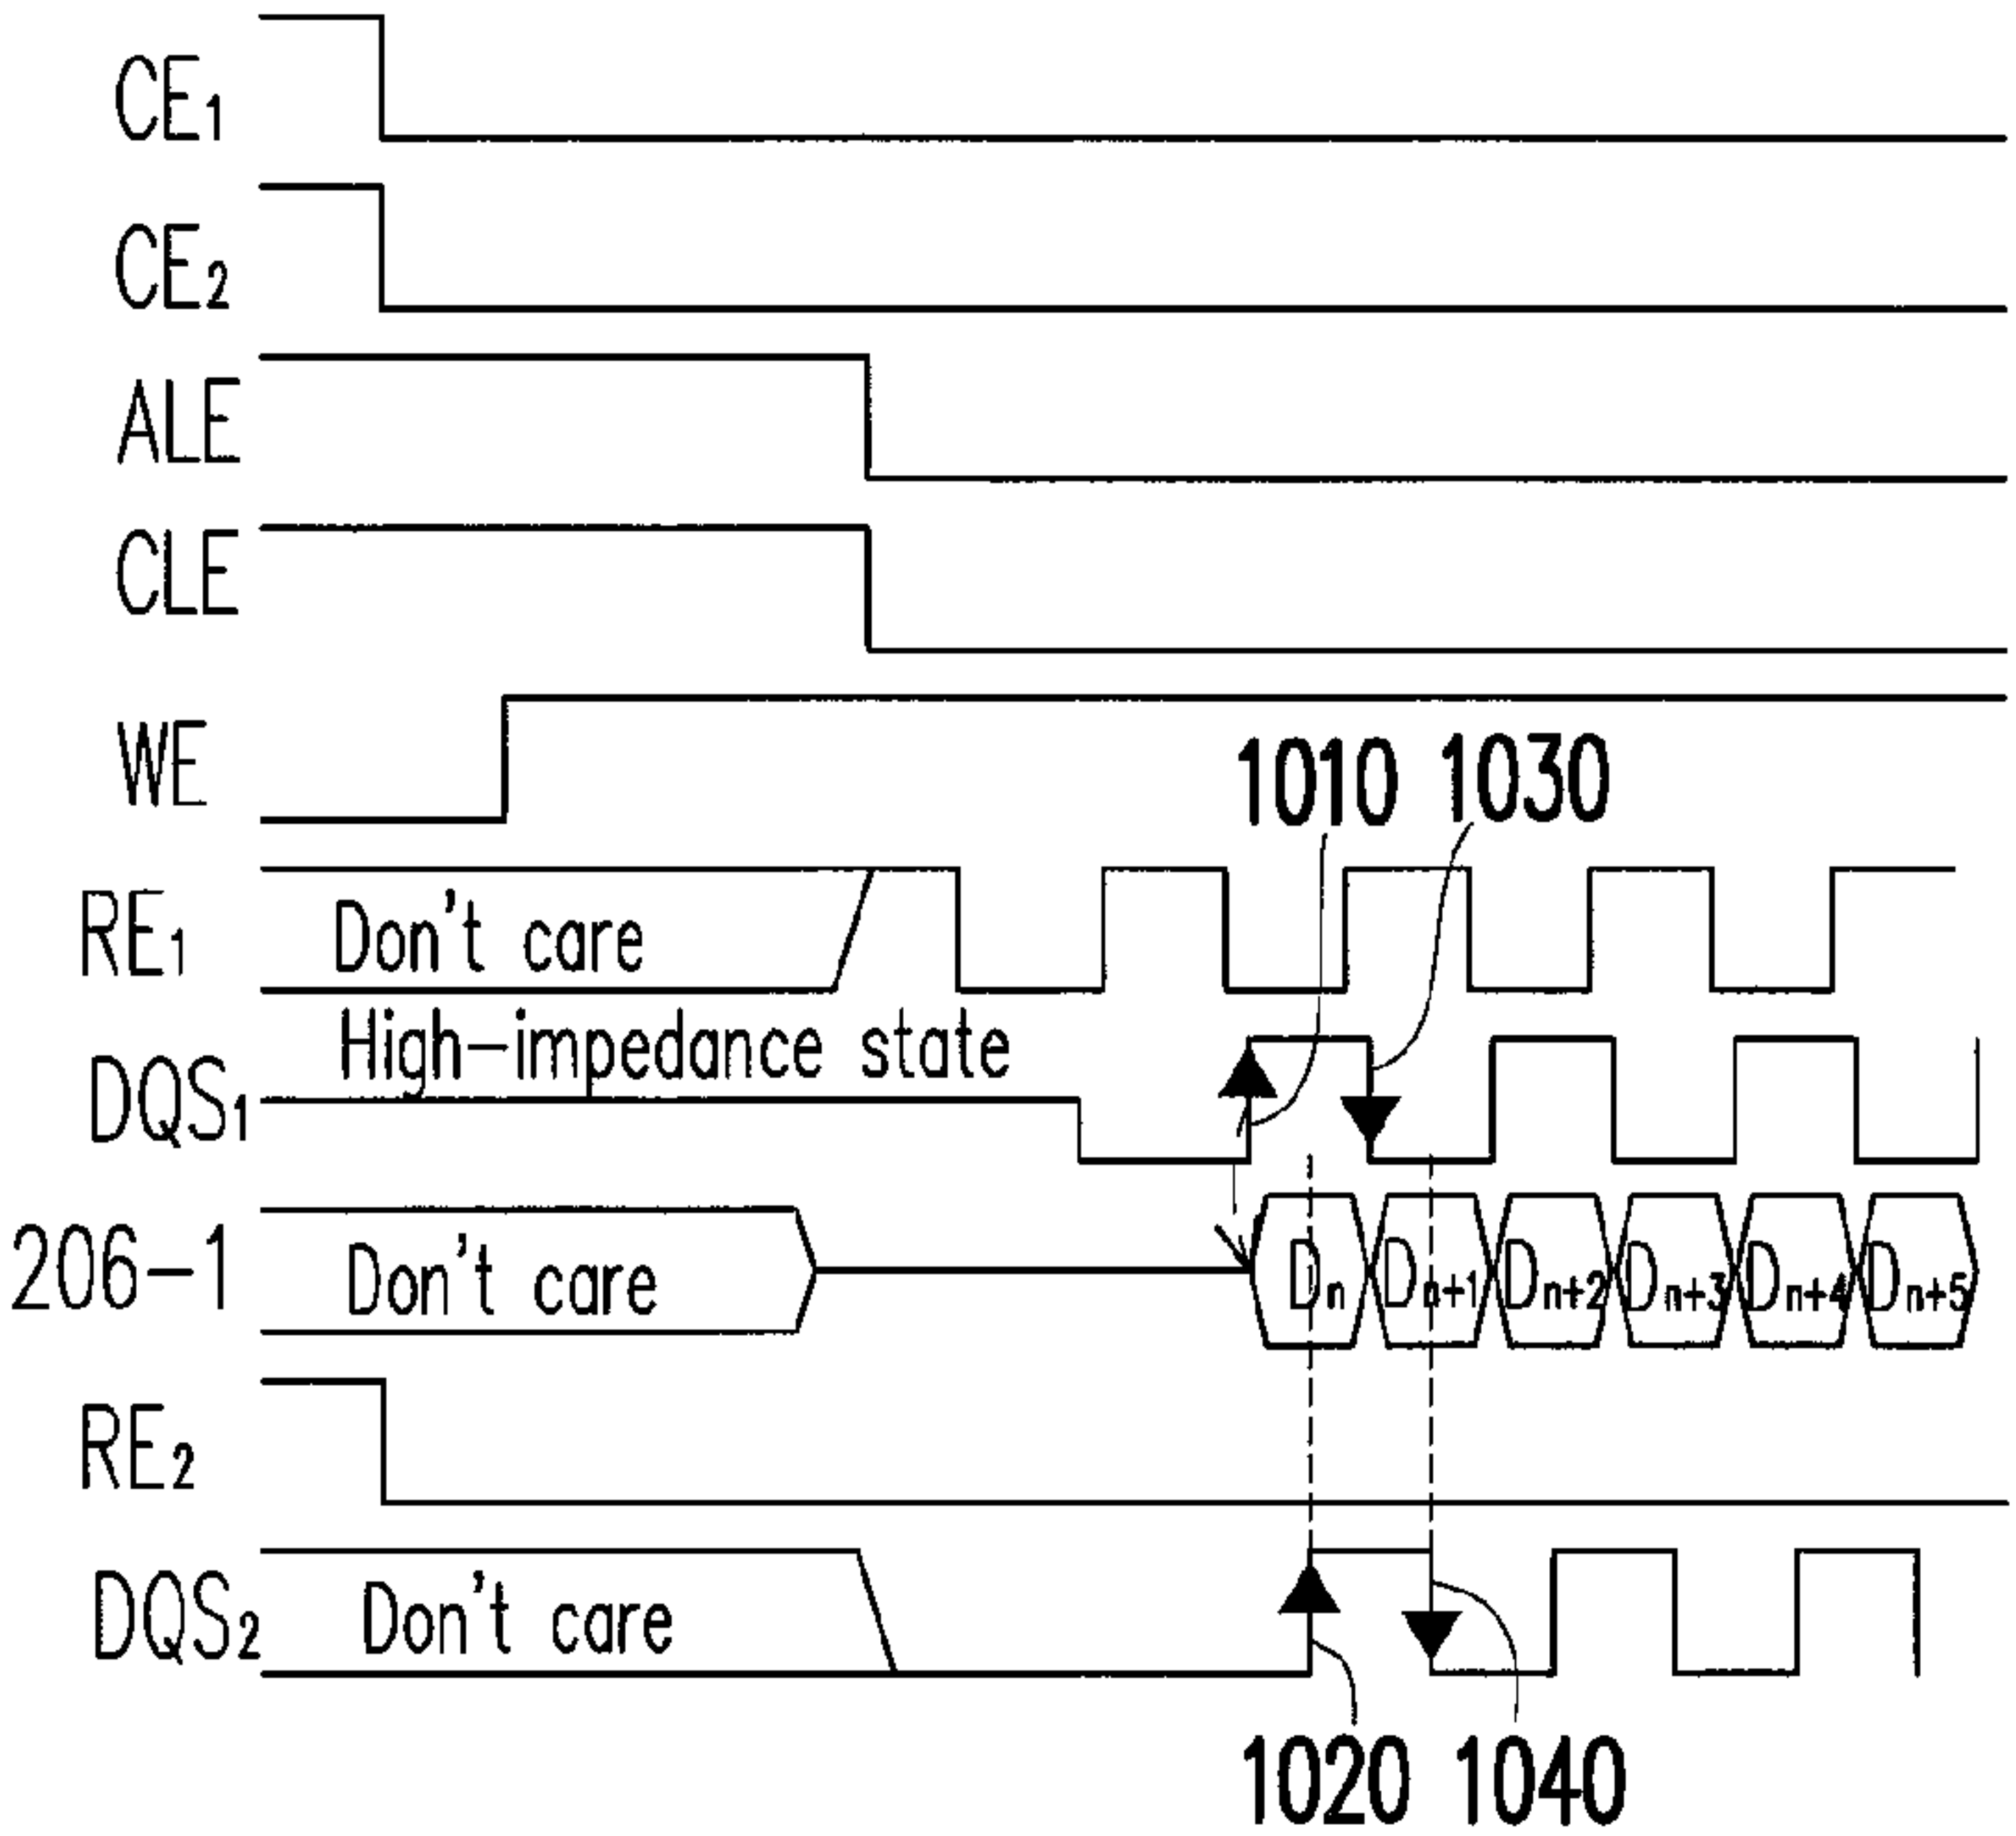 CE1
CE2
ALE
CLE
WE
1010 1030
RE1 Don't care
High-impedance state
DQS1
206-1 Don't care Dn Dn+1 Dn+2 Dn+3 Dn+4 Dn+5
RE2
DQS2 Don't care
1020 1040